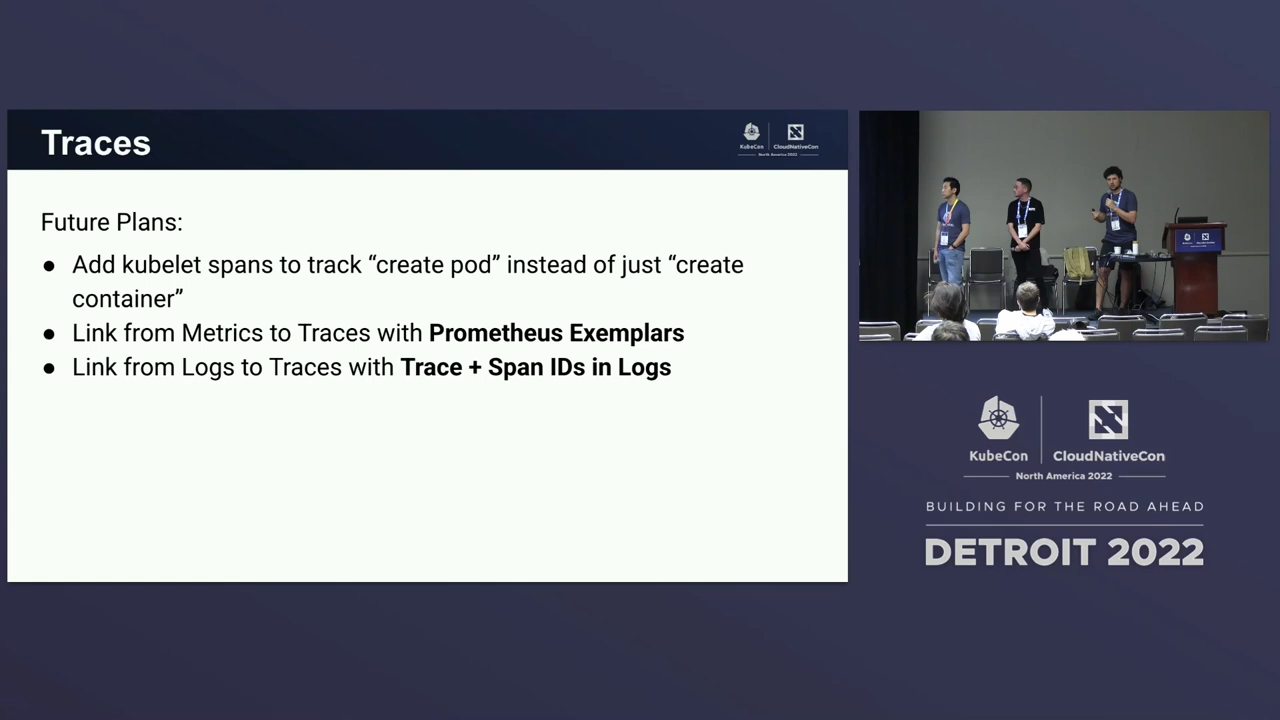 Traces
KubeCon
CloudNativeCon
North America 2022
Future Plans:
● Add kubelet spans to track “create pod” instead of just “create
container”
● Link from Metrics to Traces with Prometheus Exemplars
● Link from Logs to Traces with Trace + Span IDs in Logs
KubeCon
CloudNativeCon
North America 2022
BUILDING FOR THE ROAD AHEAD
DETROIT 2022